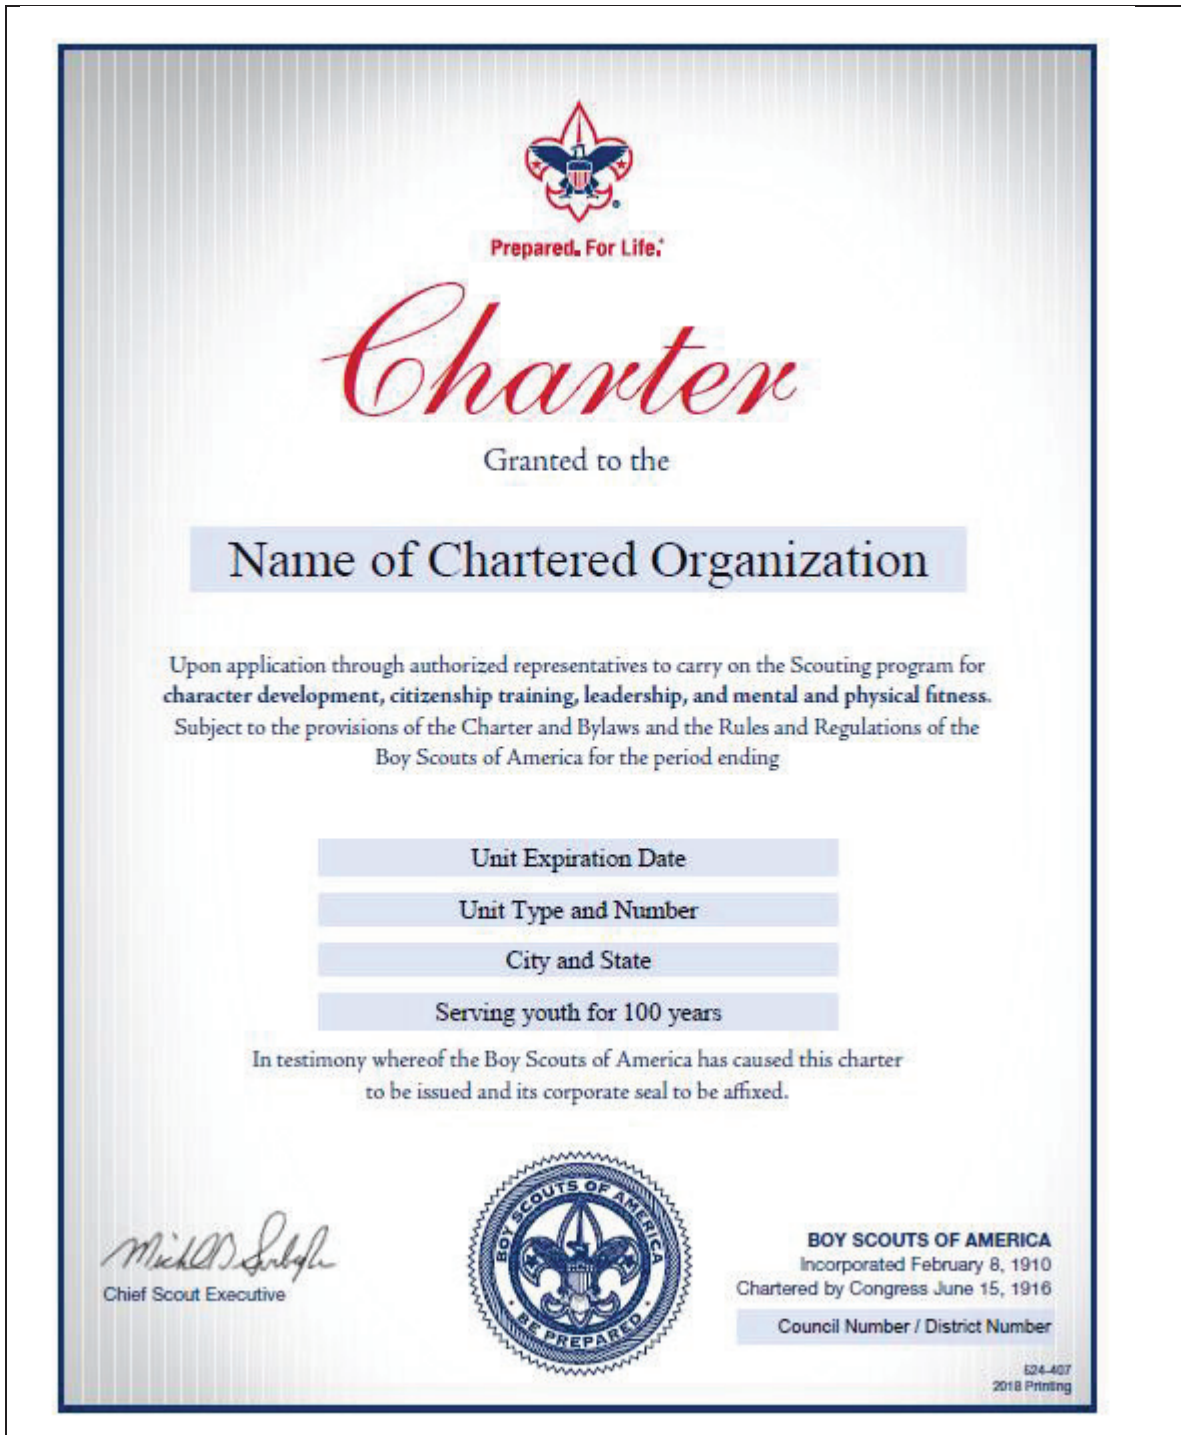 Prepared. For Life.®
Charter
Granted to the
Name of Chartered Organization
Upon application through authorized representatives to carry on the Scouting program for
character development, citizenship training, leadership, and mental and physical fitness.
Subject to the provisions of the Charter and Bylaws and the Rules and Regulations of the
Boy Scouts of America for the period ending
Unit Expiration Date
Unit Type and Number
City and State
Serving youth for 100 years
In testimony whereof the Boy Scouts of America has caused this charter
to be issued and its corporate seal to be affixed.
BOY SCOUTS OF AMERICA
BE PREPARED
Chief Scout Executive
BOY SCOUTS OF AMERICA
Incorporated February 8, 1910
Chartered by Congress June 15, 1916
Council Number / District Number
524-407
2018 Printing